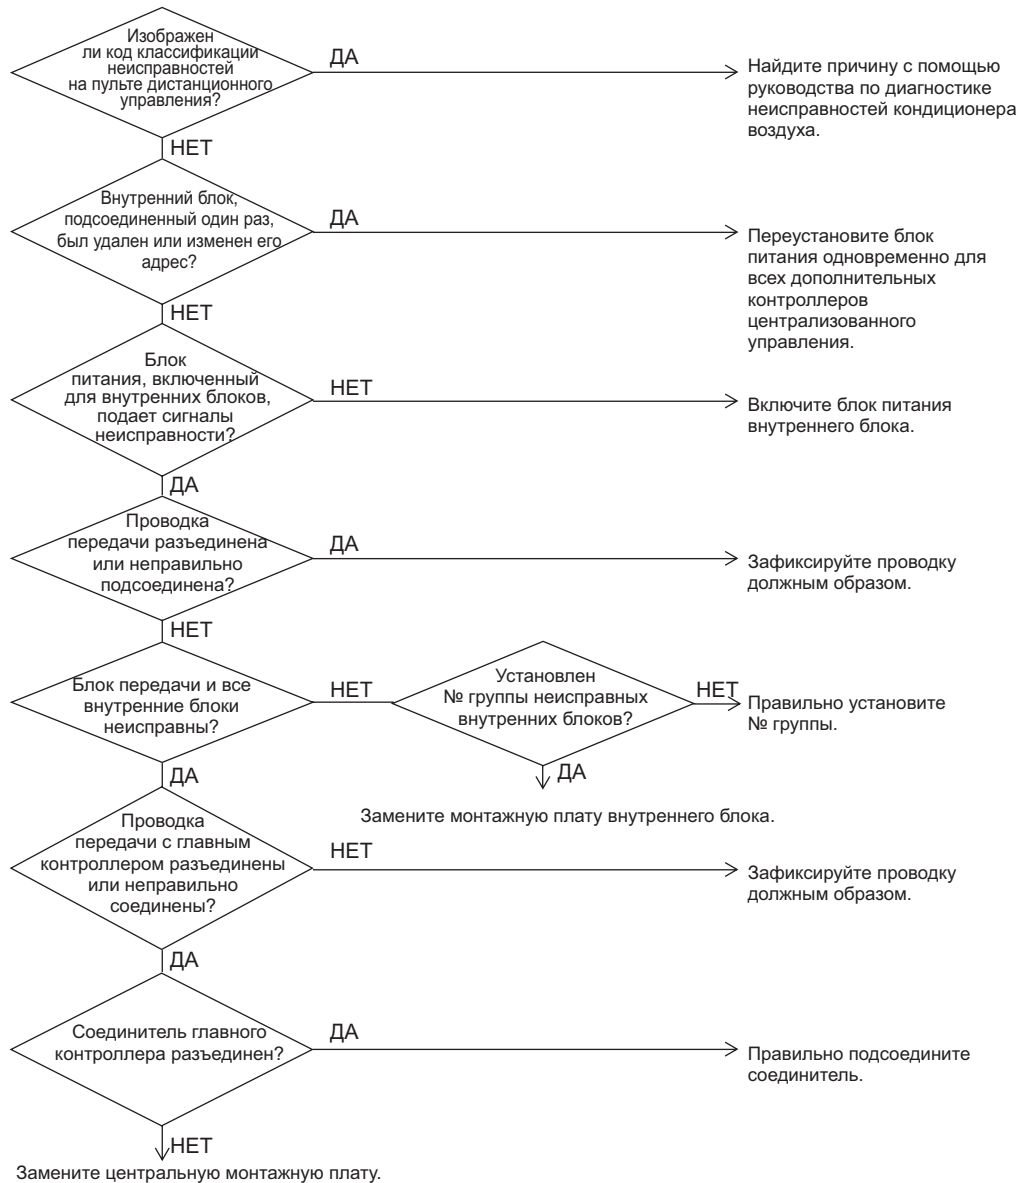 Изображен
ли код классификации
неисправностей
на пульте дистанционного
управления?
ДА
Найдите причину с помощью
руководства по диагностике
неисправностей кондиционера
воздуха.
НЕТ
Внутренний блок,
подсоединенный один раз,
был удален или изменен его
адрес?
ДА
Переустановите блок
питания одновременно для
всех дополнительных
контроллеров
централизованного
управления.
НЕТ
Блок
питания, включенный
для внутренних блоков,
подает сигналы
неисправности?
НЕТ
Включите блок питания
внутреннего блока.
ДА
Проводка
передачи разъединена
или неправильно
подсоединена?
ДА
Зафиксируйте проводку
должным образом.
НЕТ
Блок передачи и все
внутренние блоки
неисправны?
НЕТ
Установлен
№ группы неисправных
внутренних блоков?
НЕТ
Правильно установите
№ группы.
ДА
Замените монтажную плату внутреннего блока.
ДА
Проводка
передачи с главным
контроллером разъединены
или неправильно
соединены?
НЕТ
Зафиксируйте проводку
должным образом.
ДА
Соединитель главного
контроллера разъединен?
ДА
Правильно подсоедините
соединитель.
НЕТ
Замените центральную монтажную плату.